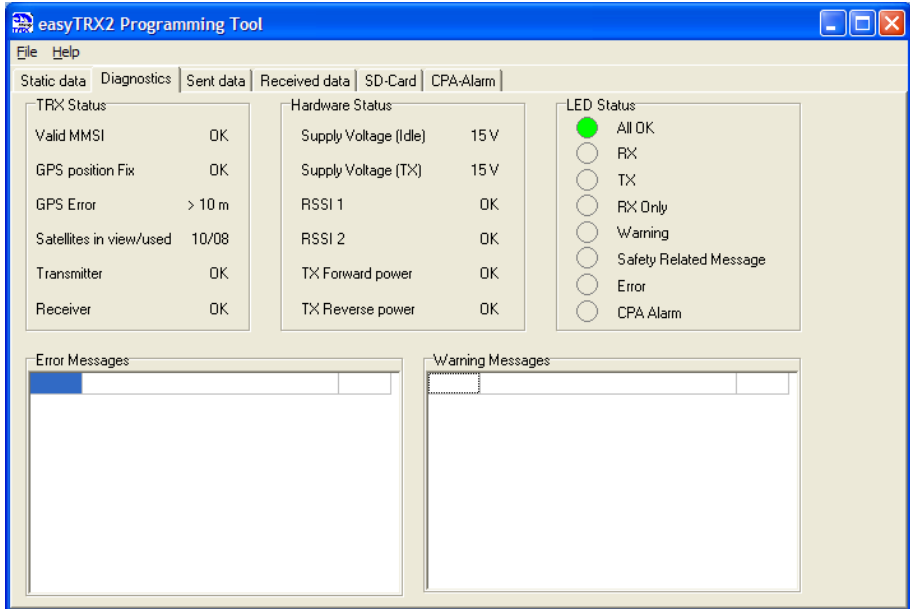 easyTRX2 Programming Tool
File Help
Static data Diagnostics Sent data Received data SD-Card CPA-Alarm
TRX Status
Valid MMSI OK
GPS position Fix OK
GPS Error > 10 m
Satellites in view/used 10/08
Transmitter OK
Receiver OK
Hardware Status
Supply Voltage (Idle) 15 V
Supply Voltage (TX) 15 V
RSSI 1 OK
RSSI 2 OK
TX Forward power OK
TX Reverse power OK
LED Status
All OK
RX
TX
RX Only
Warning
Safety Related Message
Error
CPA Alarm
Error Messages
Warning Messages